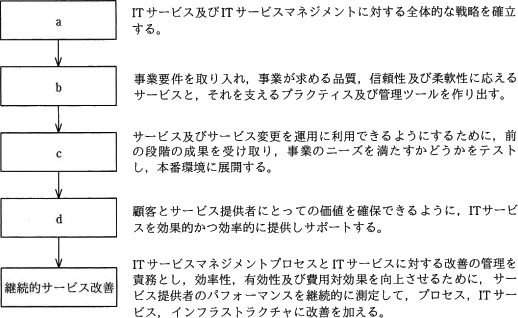 a
ITサービス及びITサービスマネジメントに対する全体的な戦略を確立
する。
b
事業要件を取り入れ，事業が求める品質，信頼性及び柔軟性に応える
サービスと，それを支えるプラクティス及び管理ツールを作り出す。
c
サービス及びサービス変更を運用に利用できるようにするために，前
の段階の成果を受け取り，事業のニーズを満たすかどうかをテスト
し，本番環境に展開する。
d
顧客とサービス提供者にとっての価値を確保できるように，ITサービ
スを効果的かつ効率的に提供しサポートする。
継続的サービス改善
ITサービスマネジメントプロセスとITサービスに対する改善の管理を
責務とし，効率性，有効性及び費用対効果を向上させるために，サー
ビス提供者のパフォーマンスを継続的に測定して，プロセス，ITサー
ビス，インフラストラクチャに改善を加える。